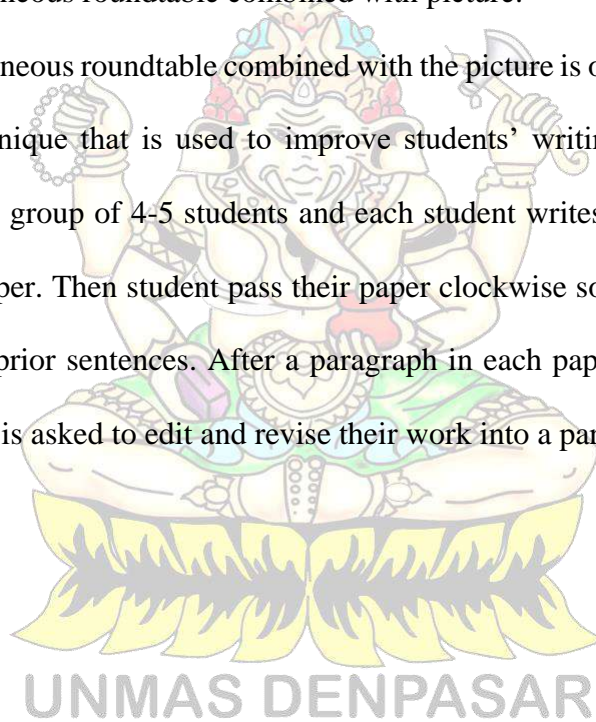 neous roundtable combined with picture.
neous roundtable combined with the picture is o
nique that is used to improve students' writin
group of 4-5 students and each student writes
per. Then student pass their paper clockwise so
prior sentences. After a paragraph in each pap
is asked to edit and revise their work into a par
UNMAS DENPASAR